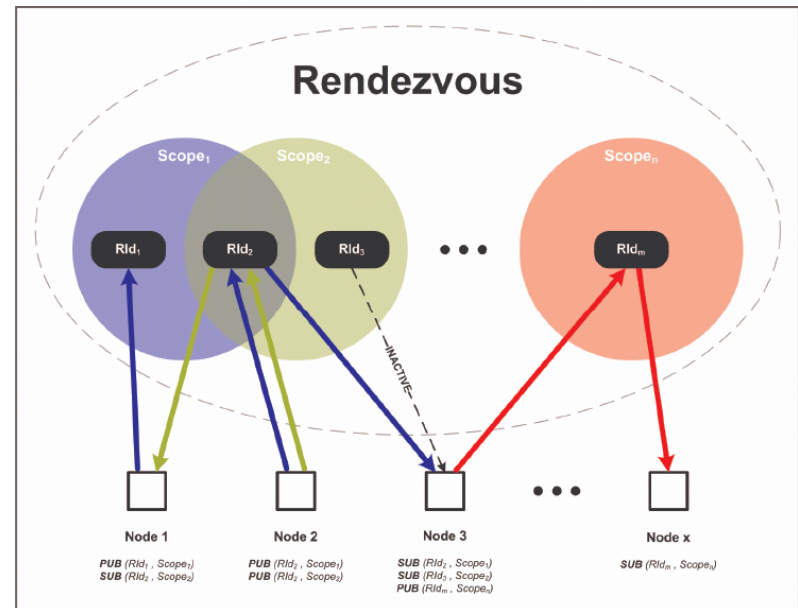 Rendezvous
Scope₁ Scope₂ Scopeₙ
RId₁ RId₂ RId₃ ••• RIdₘ
INACTIVE
•••
Node 1 Node 2 Node 3 Node x
PUB (RId₁ , Scope₁) PUB (RId₂ , Scope₁) SUB (RId₂ , Scope₁) SUB (RIdₘ , Scopeₙ)
SUB (RId₂ , Scope₂) PUB (RId₂ , Scope₂) SUB (RId₃ , Scope₂)
PUB (RIdₘ , Scopeₙ)